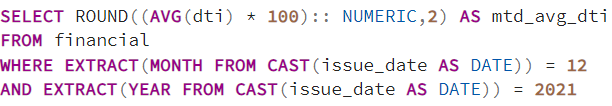 SELECT ROUND((AVG(dti) * 100):: NUMERIC,2) AS mtd_avg_dti
FROM financial
WHERE EXTRACT(MONTH FROM CAST(issue_date AS DATE)) = 12
AND EXTRACT(YEAR FROM CAST(issue_date AS DATE)) = 2021